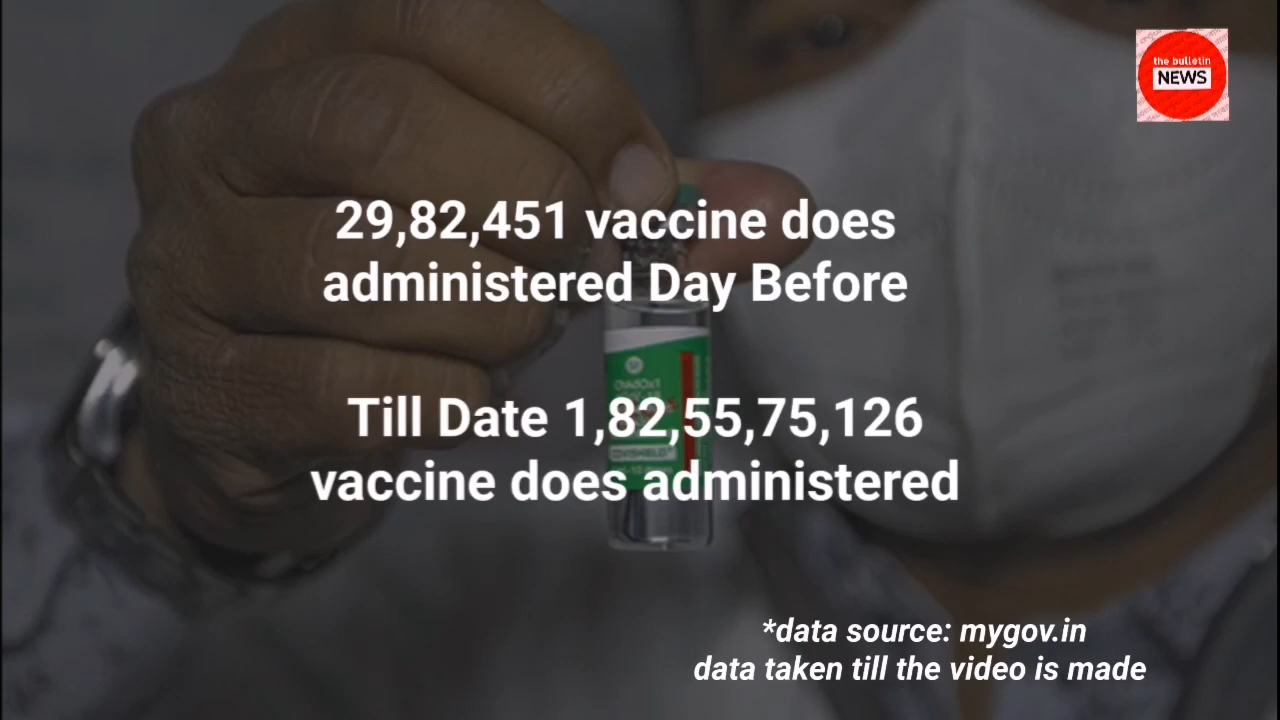 the bulletin
NEWS
29,82,451 vaccine does
administered Day Before
Till Date 1,82,55,75,126
vaccine does administered
COVISHIELD
*data source: mygov.in
data taken till the video is made